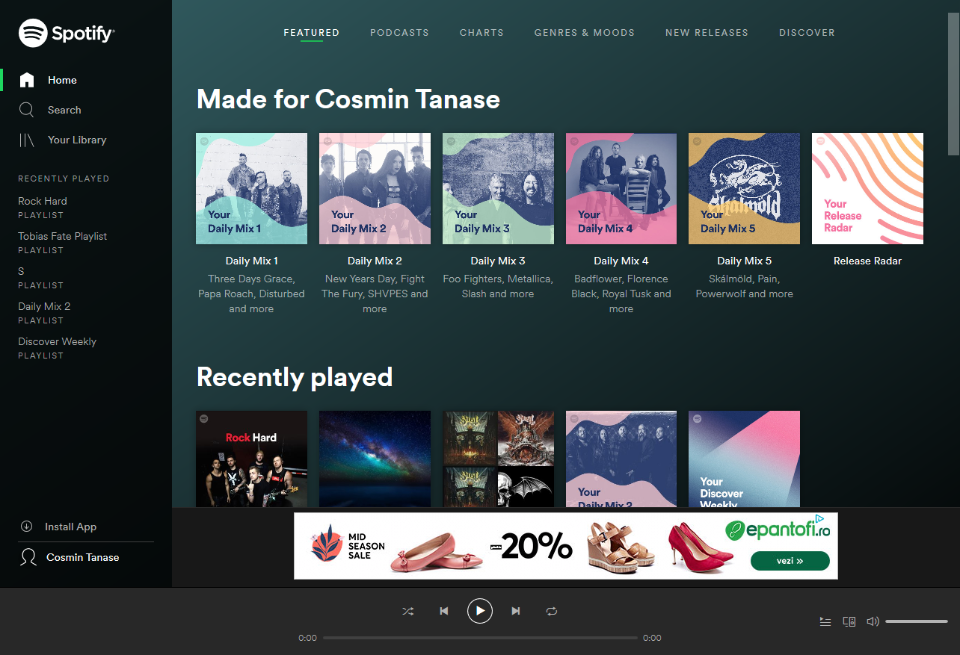 Spotify
Home
Search
Your Library
RECENTLY PLAYED
Rock Hard
PLAYLIST
Tobias Fate Playlist
PLAYLIST
S
PLAYLIST
Daily Mix 2
PLAYLIST
Discover Weekly
PLAYLIST
Install App
Cosmin Tanase
FEATURED PODCASTS CHARTS GENRES & MOODS NEW RELEASES DISCOVER
Made for Cosmin Tanase
Your
Daily Mix 1
Daily Mix 1
Three Days Grace,
Papa Roach, Disturbed
and more
Your
Daily Mix 2
Daily Mix 2
New Years Day, Fight
The Fury, SHVPES and
more
Your
Daily Mix 3
Daily Mix 3
Foo Fighters, Metallica,
Slash and more
Your
Daily Mix 4
Daily Mix 4
Badflower, Florence
Black, Royal Tusk and
more
Skálmöld
Your
Daily Mix 5
Daily Mix 5
Skálmöld, Pain,
Powerwolf and more
Your
Release
Radar
Release Radar
Recently played
Rock Hard
Your
Daily Mix 2
Your
Discover
Weekly
MID
SEASON
SALE
-20%
epantofi.ro
vezi »
0:00 0:00